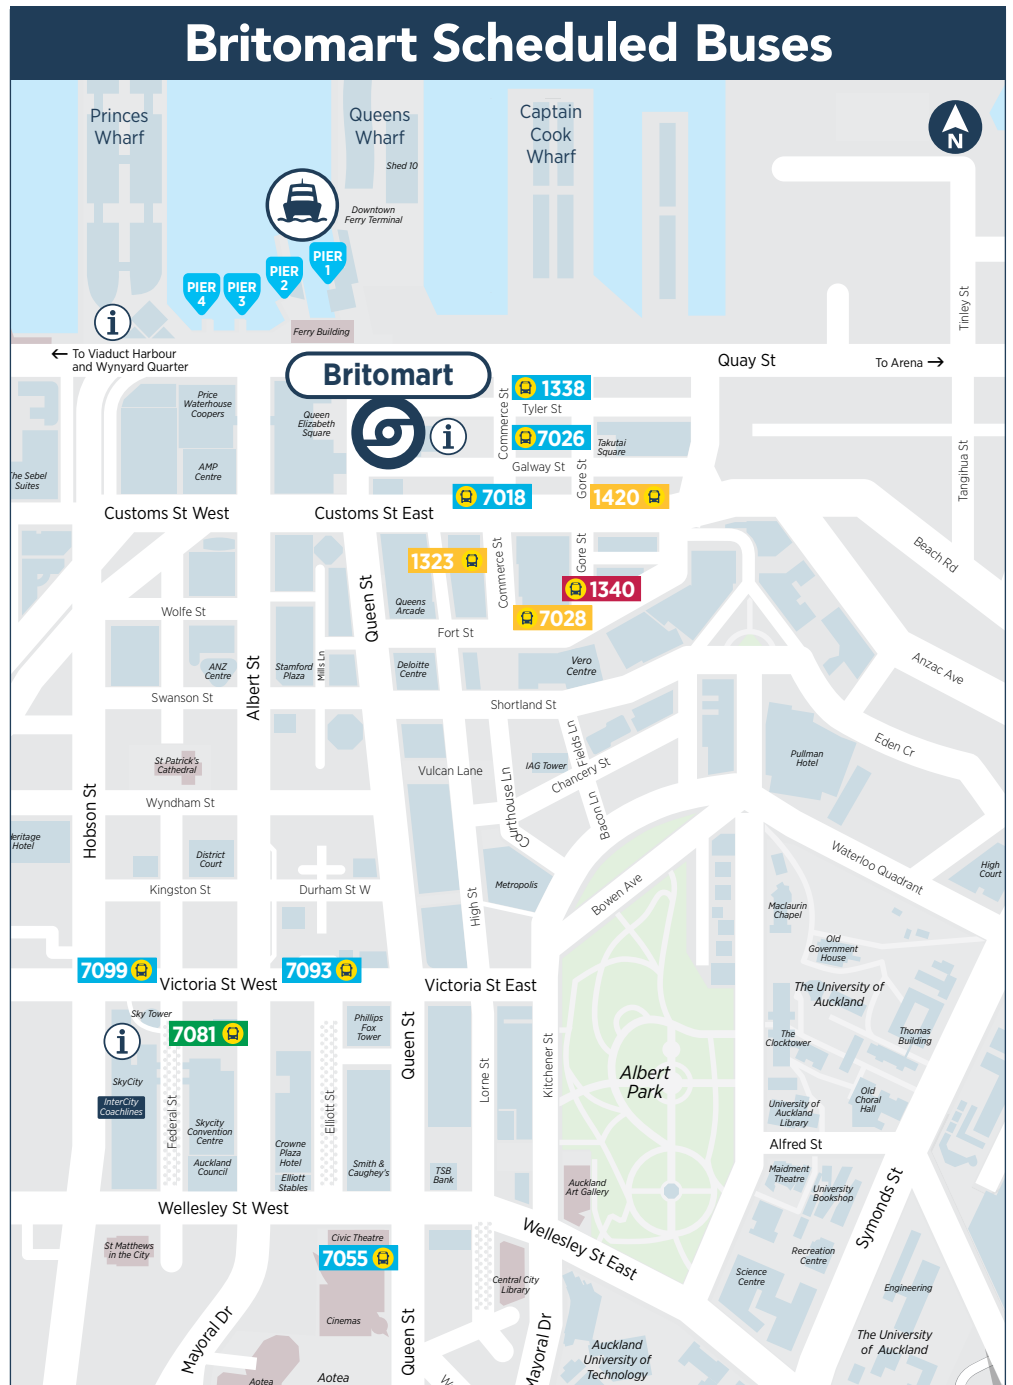 Britomart Scheduled Buses
Princes
Wharf
Queens
Wharf
Captain
Cook
Wharf
N
Shed 10
Downtown
Ferry Terminal
PIER
1
PIER
2
PIER
3
PIER
4
i
Ferry Building
Tinley St
← To Viaduct Harbour
and Wynyard Quarter
Quay St
To Arena →
Britomart
1338
Price
Waterhouse
Coopers
Queen
Elizabeth
Square
Commerce St
Tyler St
i
7026
Takutai
Square
The Sebel
Suites
AMP
Centre
Galway St
Gore St
Tangihua St
7018
1420
Customs St West
Customs St East
1323
Commerce St
Gore St
Beach Rd
1340
Queen St
Queens
Arcade
7028
Wolfe St
Fort St
ANZ
Centre
Albert St
Stamford
Plaza
Mills Ln
Deloitte
Centre
Vero
Centre
Anzac Ave
Swanson St
Shortland St
Eden Cr
St Patrick's
Cathedral
Vulcan Lane
IAG Tower
Fields Ln
Chancery St
Pullman
Hotel
Hobson St
Wyndham St
Courthouse Ln
Bacon Ln
Heritage
Hotel
District
Court
Waterloo Quadrant
High
Court
Kingston St
Durham St W
High St
Metropolis
Bowen Ave
Maclaurin
Chapel
Old
Government
House
7099
7093
Victoria St West
Victoria St East
The University of
Auckland
Sky Tower
7081
i
Phillips
Fox
Tower
Queen St
Thomas
Building
The
Clocktower
SkyCity
InterCity
Coachlines
Federal St
Elliott St
Lorne St
Kitchener St
Albert
Park
Old
Choral
Hall
University of
Auckland
Library
Skycity
Convention
Centre
Auckland
Council
Crowne
Plaza
Hotel
Elliott
Stables
Smith &
Caughey's
TSB
Bank
Alfred St
Maidment
Theatre
University
Bookshop
Auckland
Art Gallery
Symonds St
Wellesley St West
Wellesley St East
St Matthews
in the City
Civic Theatre
7055
Recreation
Centre
Science
Centre
Central City
Library
Engineering
Mayoral Dr
Cinemas
Queen St
Mayoral Dr
Auckland
University of
Technology
The University
of Auckland
Aotea
Aotea